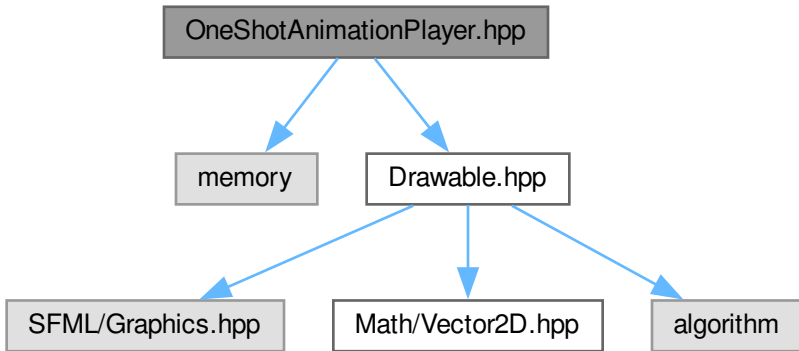 OneShotAnimationPlayer.hpp
memory
Drawable.hpp
SFML/Graphics.hpp
Math/Vector2D.hpp
algorithm